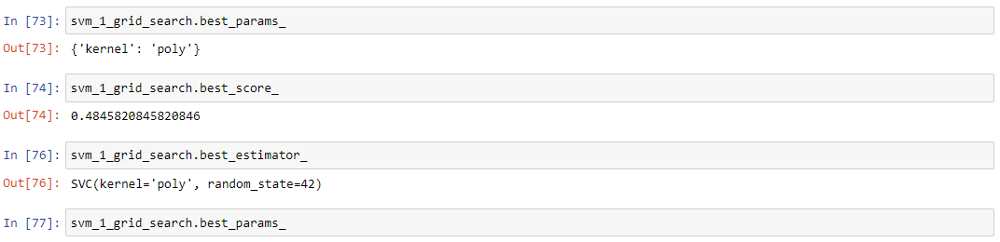 In [73]: svm_1_grid_search.best_params_
Out[73]: {'kernel': 'poly'}
In [74]: svm_1_grid_search.best_score_
Out[74]: 0.4845820845820846
In [76]: svm_1_grid_search.best_estimator_
Out[76]: SVC(kernel='poly', random_state=42)
In [77]: svm_1_grid_search.best_params_